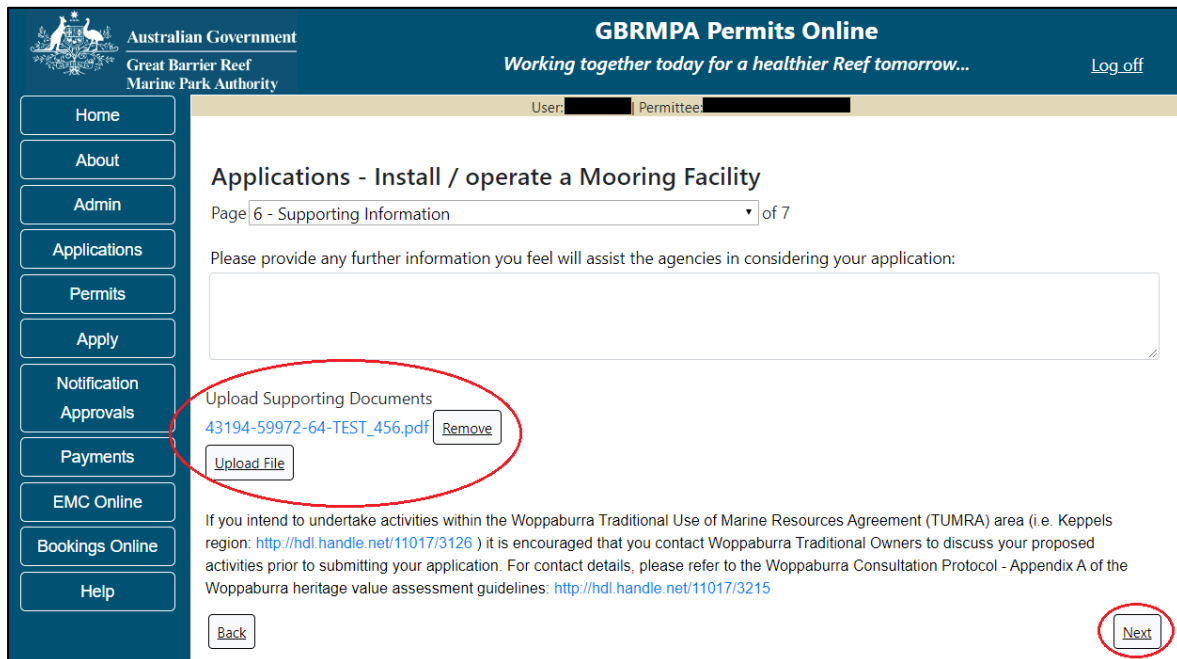 Australian Government
Great Barrier Reef
Marine Park Authority
GBRMPA Permits Online
Working together today for a healthier Reef tomorrow...
Log off
User: | Permittee:
Home
About
Admin
Applications
Permits
Apply
Notification
Approvals
Payments
EMC Online
Bookings Online
Help
Applications - Install / operate a Mooring Facility
Page 6 - Supporting Information of 7
Please provide any further information you feel will assist the agencies in considering your application:
Upload Supporting Documents
43194-59972-64-TEST_456.pdf Remove
Upload File
If you intend to undertake activities within the Woppaburra Traditional Use of Marine Resources Agreement (TUMRA) area (i.e. Keppels
region: http://hdl.handle.net/11017/3126 ) it is encouraged that you contact Woppaburra Traditional Owners to discuss your proposed
activities prior to submitting your application. For contact details, please refer to the Woppaburra Consultation Protocol - Appendix A of the
Woppaburra heritage value assessment guidelines: http://hdl.handle.net/11017/3215
Back
Next